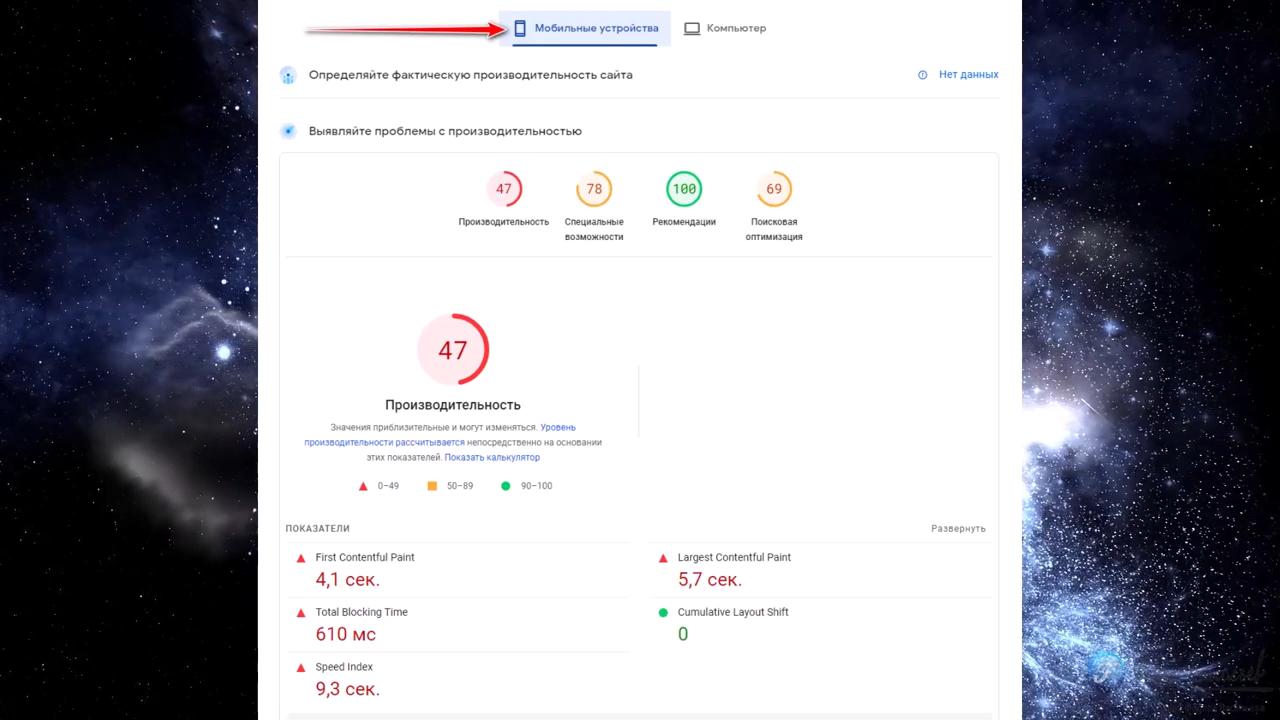 Мобильные устройства
Компьютер
Определяйте фактическую производительность сайта
Нет данных
Выявляйте проблемы с производительностью
47
78
100
69
Производительность
Специальные
возможности
Рекомендации
Поисковая
оптимизация
47
Производительность
Значения приблизительные и могут изменяться. Уровень
производительности рассчитывается непосредственно на основании
этих показателей. Показать калькулятор
0–49
50–89
90–100
ПОКАЗАТЕЛИ
Развернуть
First Contentful Paint
4,1 сек.
Largest Contentful Paint
5,7 сек.
Total Blocking Time
610 мс
Cumulative Layout Shift
0
Speed Index
9,3 сек.